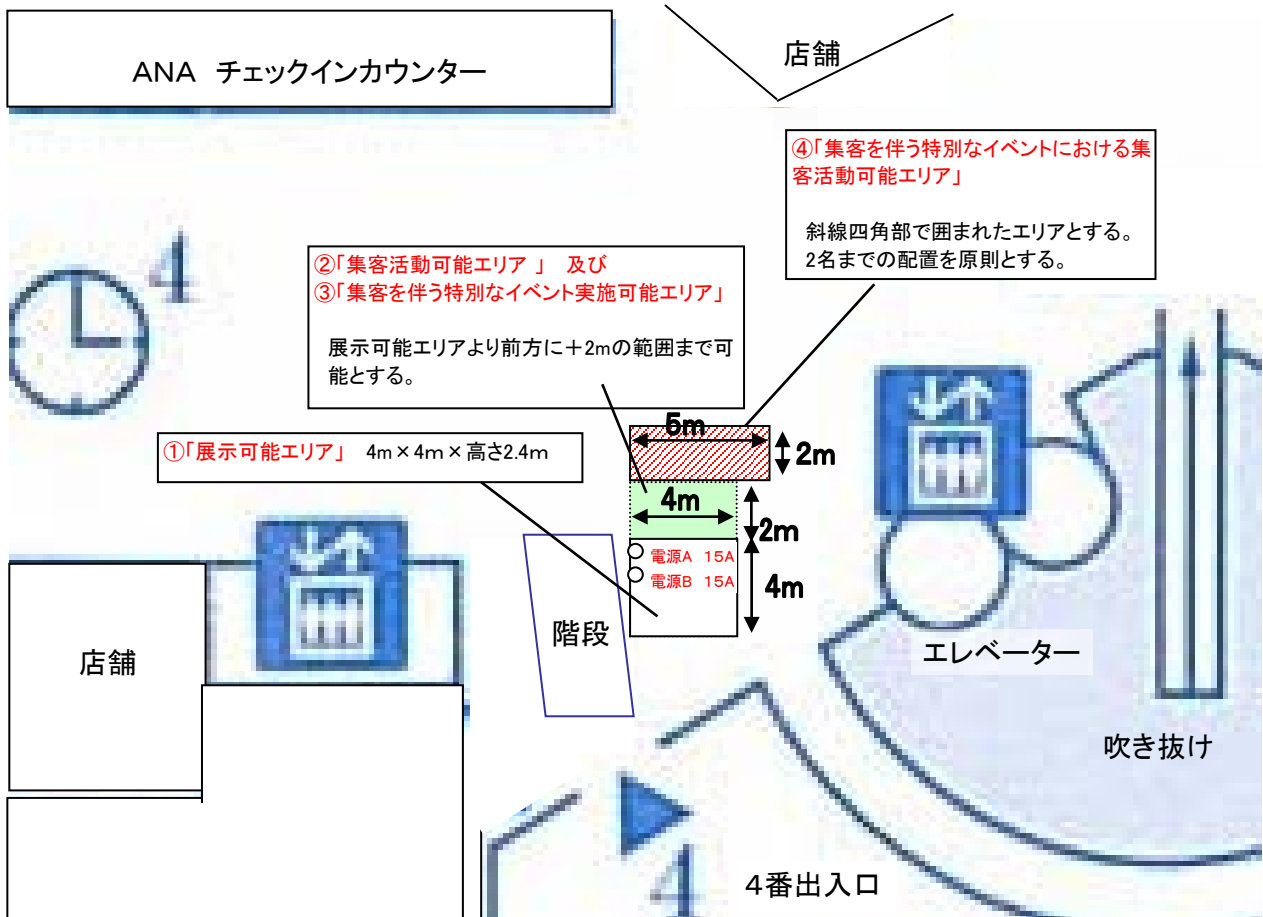 ANA チェックインカウンター
店舗
④「集客を伴う特別なイベントにおける集
客活動可能エリア」
斜線四角部で囲まれたエリアとする。
2名までの配置を原則とする。
4
②「集客活動可能エリア 」 及び
③「集客を伴う特別なイベント実施可能エリア」
展示可能エリアより前方に＋2mの範囲まで可
能とする。
①「展示可能エリア」 4m×4m×高さ2.4m
5m
2m
4m
2m
電源A 15A
電源B 15A
4m
階段
店舗
エレベーター
吹き抜け
4
4番出入口